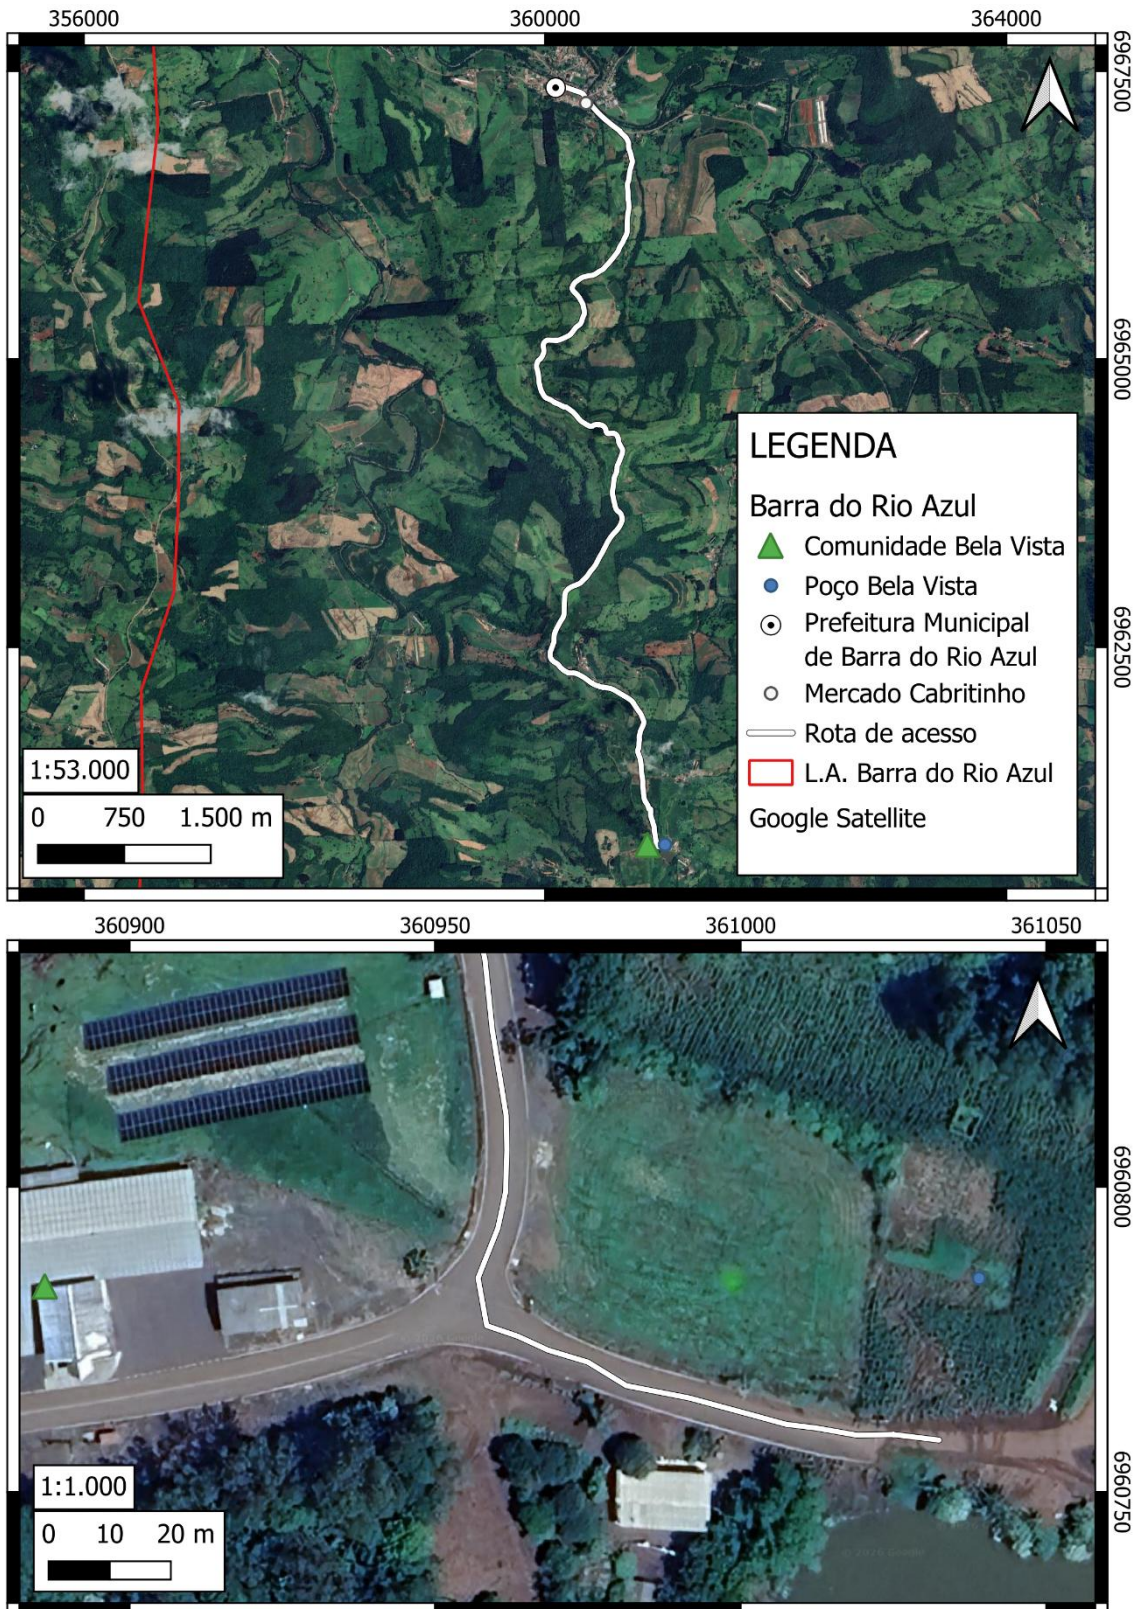 356000 360000 364000
6967500
6965000
6962500
LEGENDA
Barra do Rio Azul
Comunidade Bela Vista
Poço Bela Vista
Prefeitura Municipal
de Barra do Rio Azul
Mercado Cabritinho
Rota de acesso
L.A. Barra do Rio Azul
Google Satellite
1:53.000
0 750 1.500 m
360900 360950 361000 361050
6960800
6960750
1:1.000
0 10 20 m